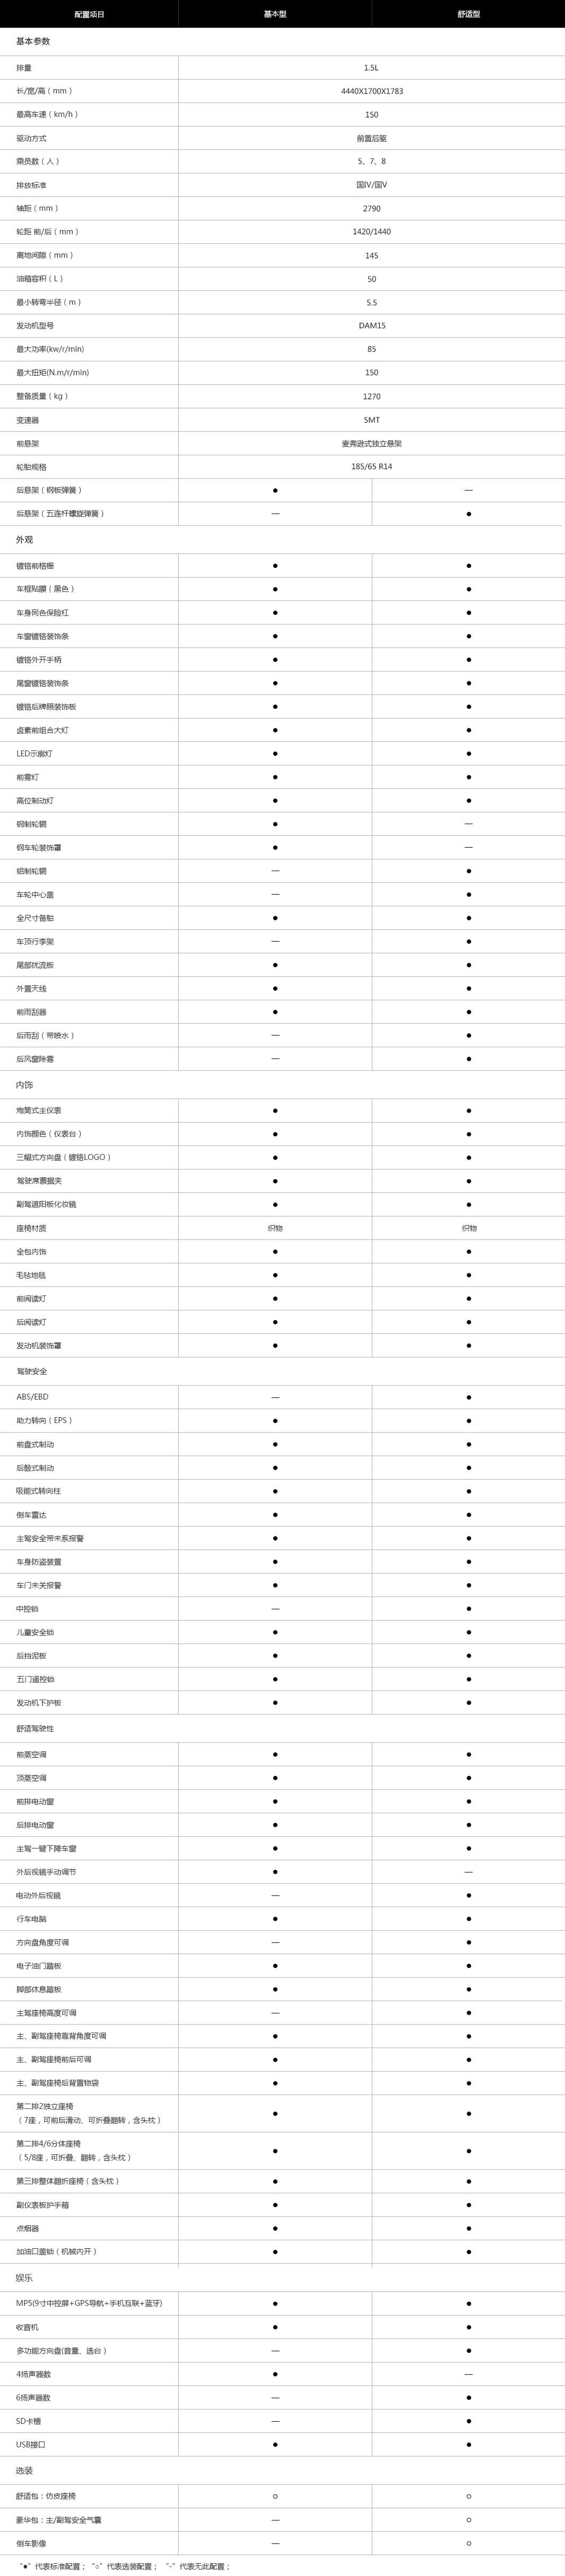 配置项目 基本型 舒适型
基本参数
排量 1.5L
长/宽/高（mm） 4440X1700X1783
最高车速（km/h） 150
驱动方式 前置后驱
乘员数（人） 5、7、8
排放标准 国IV/国V
轴距（mm） 2790
轮距 前/后（mm） 1420/1440
离地间隙（mm） 145
油箱容积（L） 50
最小转弯半径（m） 5.5
发动机型号 DAM15
最大功率(kw/r/min) 85
最大扭矩(N.m/r/min) 150
整备质量（kg） 1270
变速器 5MT
前悬架 麦弗逊式独立悬架
轮胎规格 185/65 R14
后悬架（钢板弹簧） ● —
后悬架（五连杆螺旋弹簧） — ●
外观
镀铬前格栅 ● ●
车框贴膜（黑色） ● ●
车身同色保险杠 ● ●
车窗镀铬装饰条 ● ●
镀铬外开手柄 ● ●
尾窗镀铬装饰条 ● ●
镀铬后牌照装饰板 ● ●
卤素前组合大灯 ● ●
LED示廓灯 ● ●
前雾灯 ● ●
高位制动灯 ● ●
钢制轮辋 ● —
钢车轮装饰罩 ● —
铝制轮辋 — ●
车轮中心盖 — ●
全尺寸备胎 ● ●
车顶行李架 — ●
尾部扰流板 ● ●
外置天线 ● ●
前雨刮器 ● ●
后雨刮（带喷水） — ●
后风窗除雾 — ●
内饰
炮筒式主仪表 ● ●
内饰颜色（仪表台） ● ●
三幅式方向盘（镀铬LOGO） ● ●
驾驶席票据夹 ● ●
副驾遮阳板化妆镜 ● ●
座椅材质 织物 织物
全包内饰 ● ●
毛毡地毯 ● ●
前阅读灯 ● ●
后阅读灯 ● ●
发动机装饰罩 ● ●
驾驶安全
ABS/EBD — ●
助力转向（EPS） ● ●
前盘式制动 ● ●
后鼓式制动 ● ●
吸能式转向柱 ● ●
倒车雷达 ● ●
主驾安全带未系报警 ● ●
车身防盗装置 ● ●
车门未关报警 ● ●
中控锁 — ●
儿童安全锁 ● ●
后挡泥板 ● ●
五门遥控锁 ● ●
发动机下护板 ● ●
舒适驾驶性
前蒸空调 ● ●
顶蒸空调 ● ●
前排电动窗 ● ●
后排电动窗 ● ●
主驾一键下降车窗 ● ●
外后视镜手动调节 ● —
电动外后视镜 — ●
行车电脑 ● ●
方向盘角度可调 — ●
电子油门踏板 ● ●
脚部休息踏板 ● ●
主驾座椅高度可调 — ●
主、副驾座椅靠背角度可调 ● ●
主、副驾座椅前后可调 ● ●
主、副驾座椅后背置物袋 ● ●
第二排2独立座椅
（7座，可前后滑动、可折叠翻转，含头枕） ● ●
第二排4/6分体座椅
（5/8座，可折叠、翻转，含头枕） ● ●
第三排整体翻折座椅（含头枕） ● ●
副仪表板护手箱 ● ●
点烟器 ● ●
加油口盖锁（机械内开） ● ●
娱乐
MP5(9寸中控屏+GPS导航+手机互联+蓝牙) ● ●
收音机 ● ●
多功能方向盘(音量、选台） — ●
4扬声器数 ● —
6扬声器数 — ●
SD卡槽 — ●
USB接口 ● ●
选装
舒适包：仿皮座椅 ○ ○
豪华包：主/副驾安全气囊 — ○
倒车影像 — ○
“●”代表标准配置； “○”代表选装配置； “-”代表无此配置；